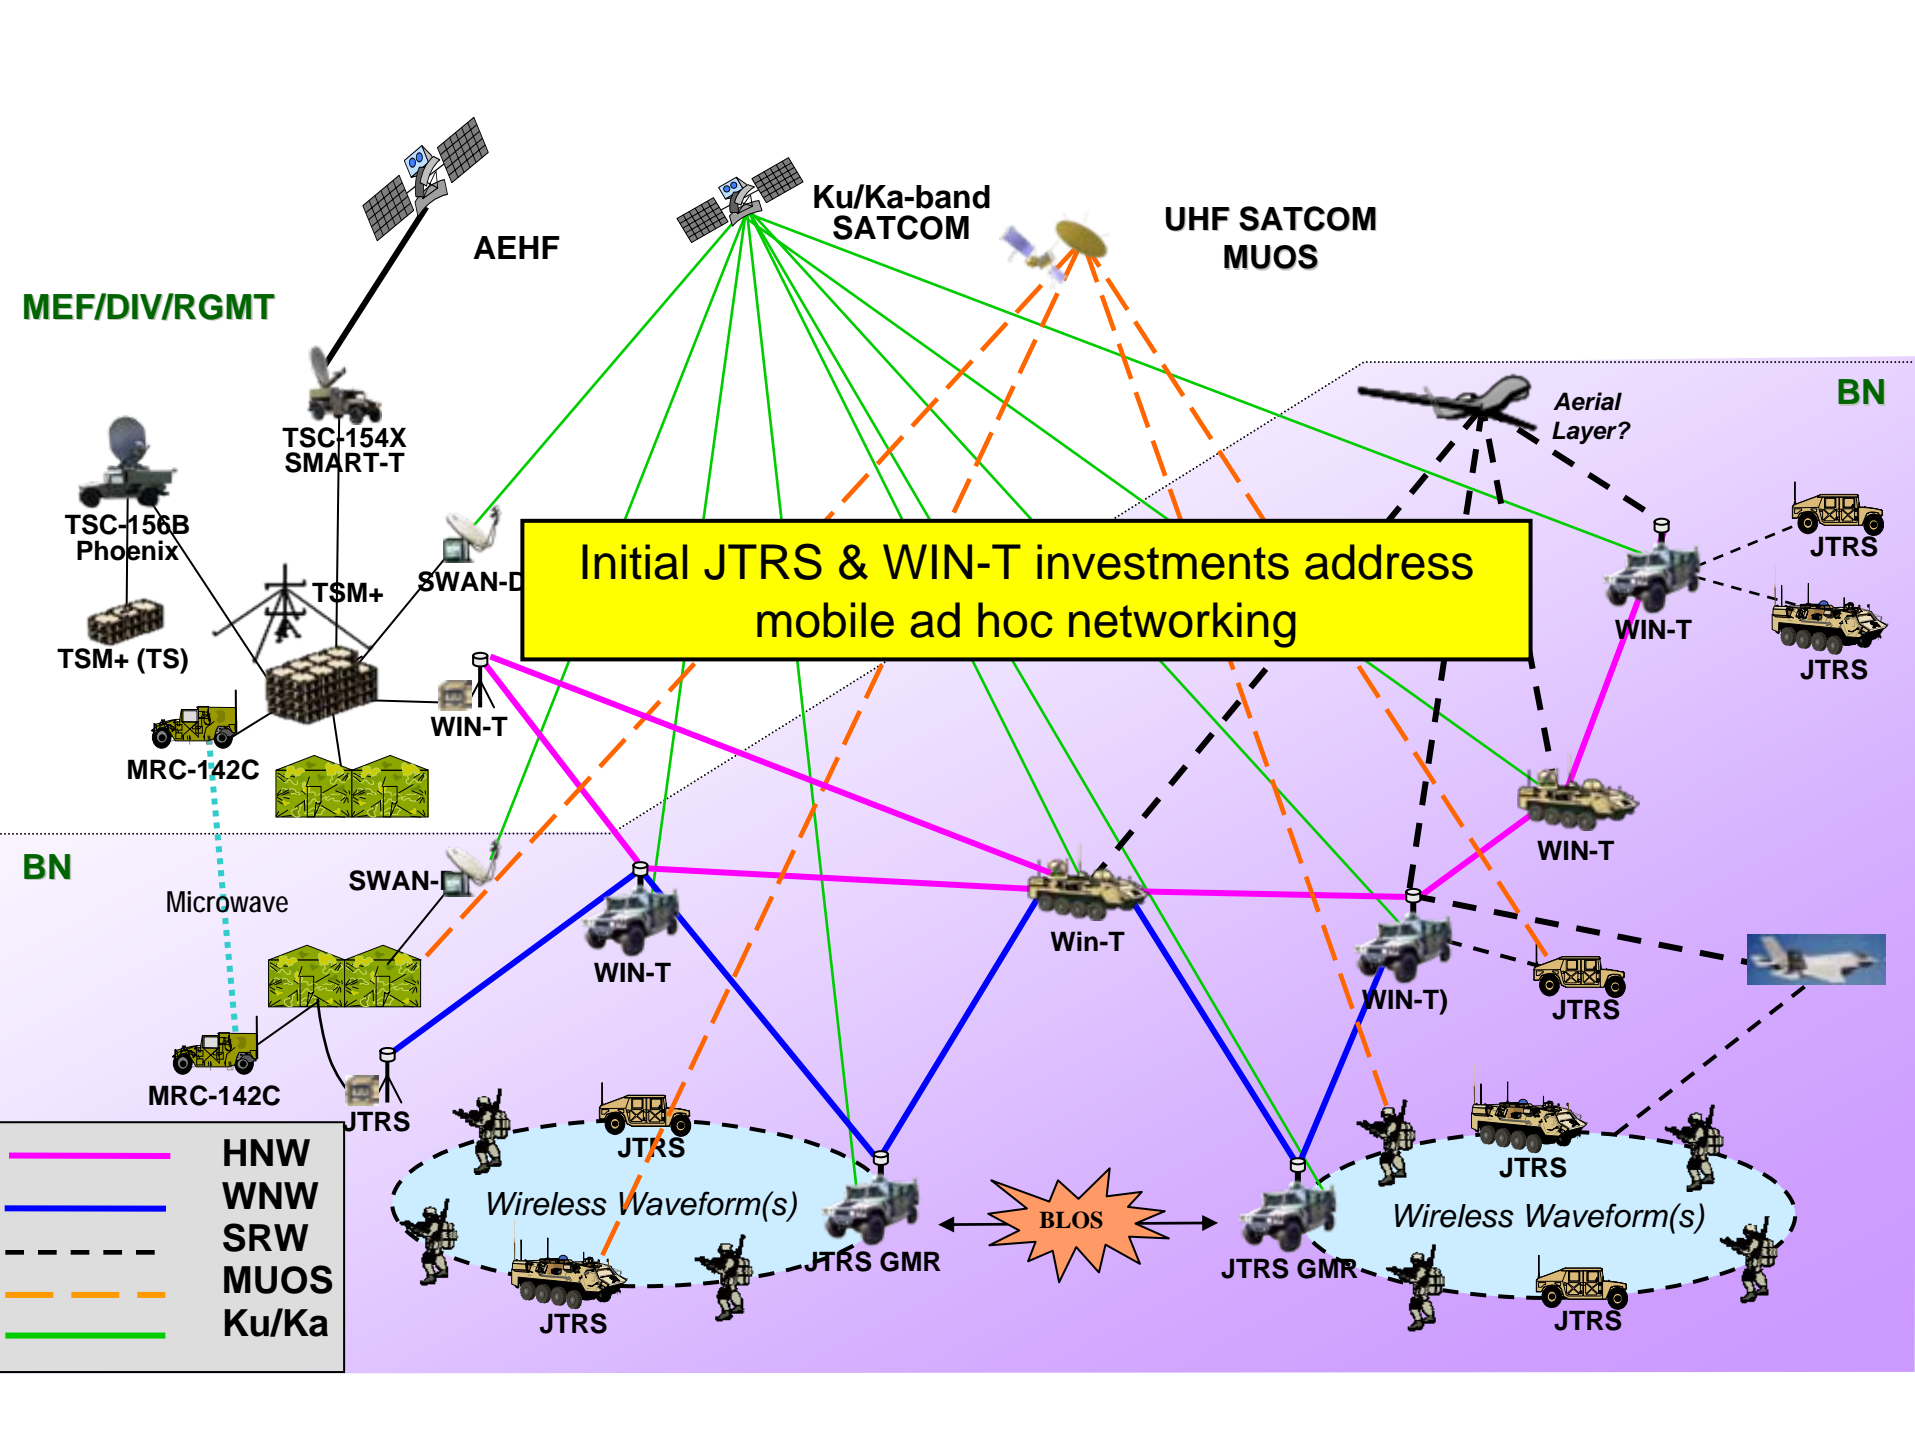 Ku/Ka-band
SATCOM
UHF SATCOM
MUOS
AEHF
MEF/DIV/RGMT
BN
Aerial
Layer?
TSC-154X
SMART-T
TSC-156B
Phoenix
TSM+
SWAN-D
Initial JTRS & WIN-T investments address
mobile ad hoc networking
JTRS
WIN-T
JTRS
TSM+ (TS)
WIN-T
MRC-142C
WIN-T
BN
SWAN-
Microwave
WIN-T
Win-T
WIN-T)
JTRS
MRC-142C
JTRS
JTRS
JTRS
Wireless Waveform(s)
BLOS
Wireless Waveform(s)
JTRS GMR
JTRS GMR
JTRS
JTRS
HNW
WNW
SRW
MUOS
Ku/Ka